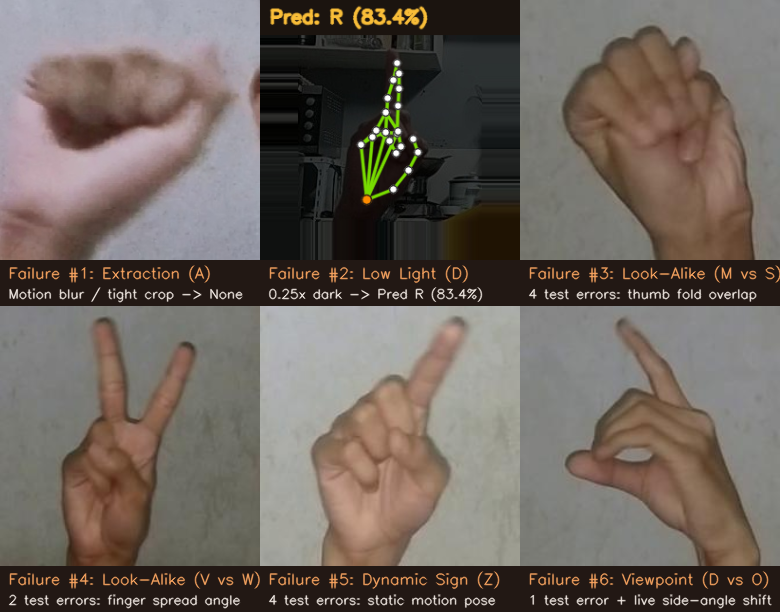 Pred: R (83.4%)
Failure #1: Extraction (A)
Motion blur / tight crop -> None
Failure #2: Low Light (D)
0.25x dark -> Pred R (83.4%)
Failure #3: Look-Alike (M vs S)
4 test errors: thumb fold overlap
Failure #4: Look-Alike (V vs W)
2 test errors: finger spread angle
Failure #5: Dynamic Sign (Z)
4 test errors: static motion pose
Failure #6: Viewpoint (D vs O)
1 test error + live side-angle shift